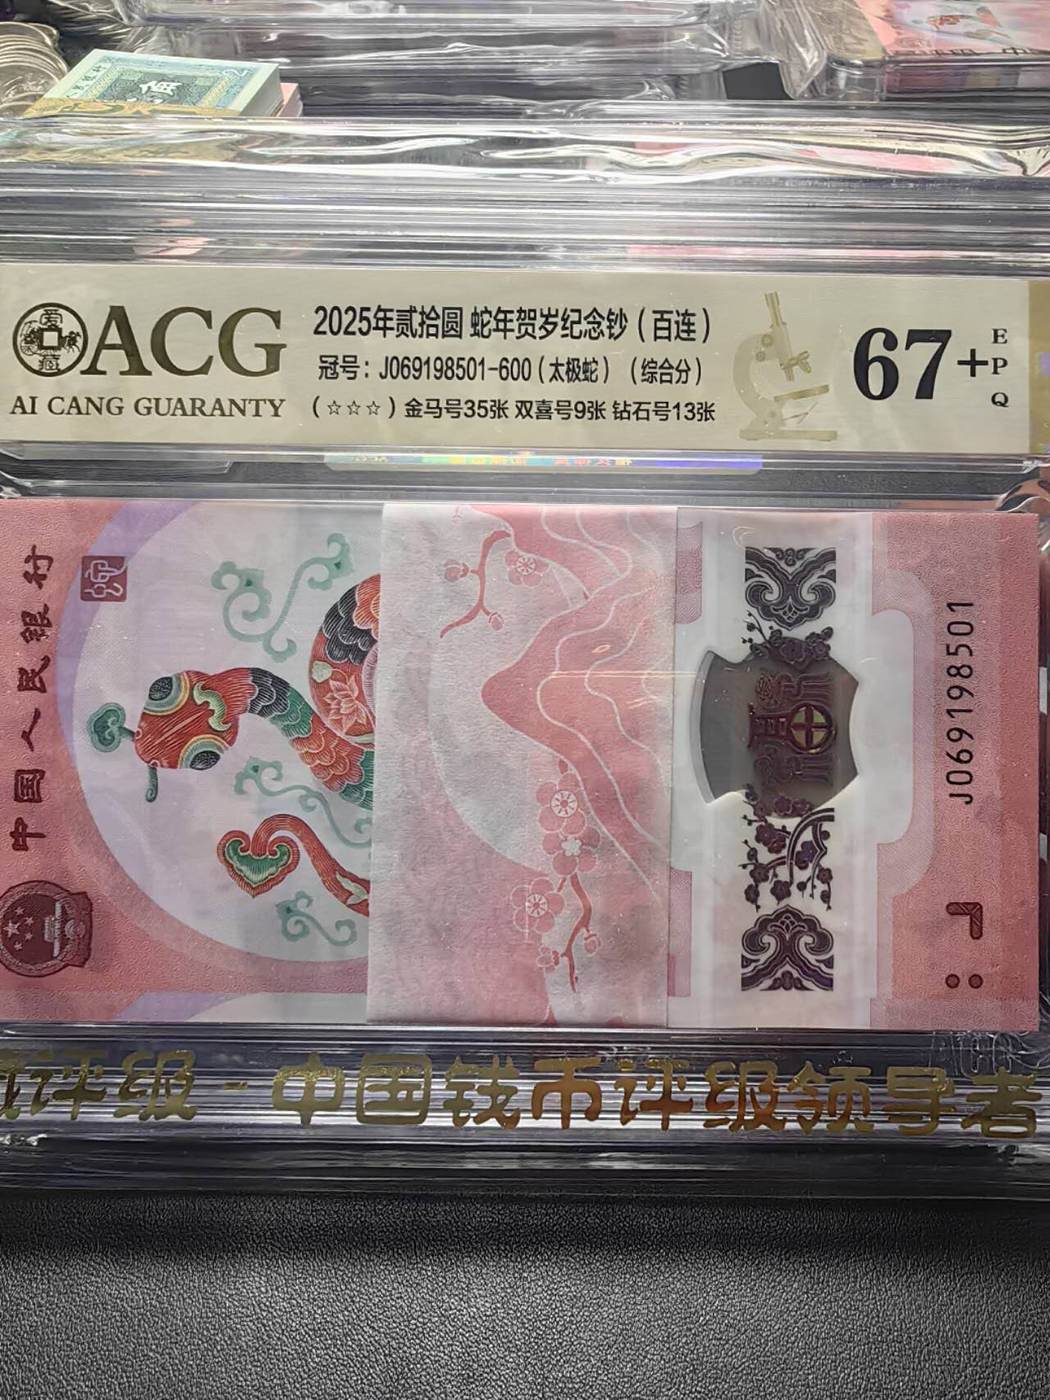 ACG
AI CANG GUARANTY
2025年贰拾圆 蛇年贺岁纪念钞（百连）
冠号：J069198501-600（太极蛇）（综合分）
（☆☆☆）金马号35张 双喜号9张 钻石号13张
67+
E
P
Q
中国人民银行
J069198501
评级-中国钱币评级领导者